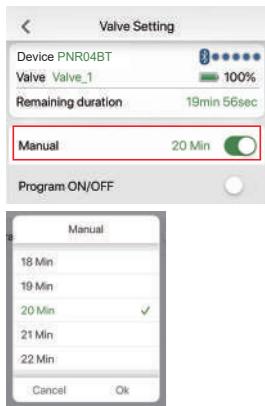 Valve Setting
Device PNR04BT
Valve Valve_1 100%
Remaining duration 19min 56sec
Manual 20 Min
Program ON/OFF
Manual
18 Min
19 Min
20 Min
21 Min
22 Min
Cancel Ok